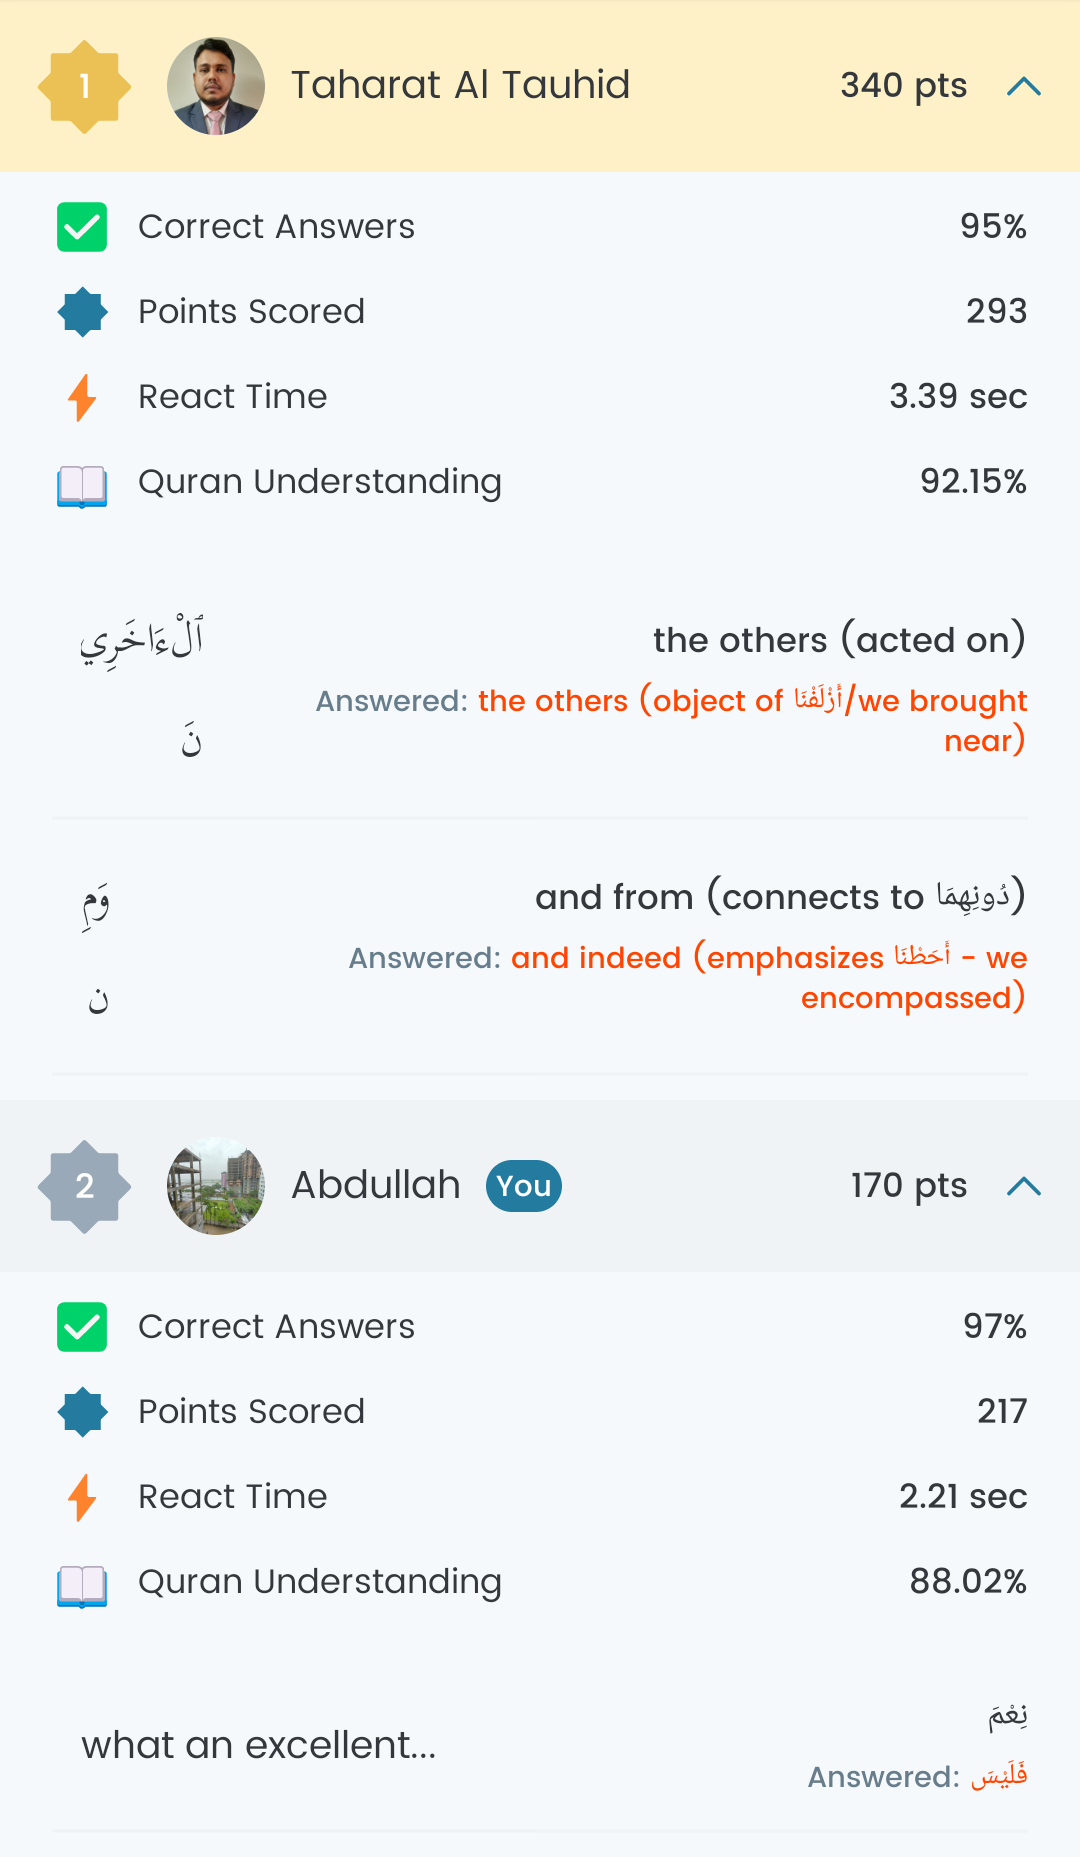 1 Taharat Al Tauhid 340 pts
Correct Answers 95%
Points Scored 293
React Time 3.39 sec
Quran Understanding 92.15%
ٱلْءَاخَرِي the others (acted on)
Answered: the others (object of أَزْلَفْنَا/we brought
نَ near)
وَمِ and from (connects to دُونِهِمَا)
Answered: and indeed (emphasizes أَحَطْنَا - we
ن encompassed)
2 Abdullah You 170 pts
Correct Answers 97%
Points Scored 217
React Time 2.21 sec
Quran Understanding 88.02%
نِعْمَ
what an excellent...
Answered: فَلَيْسَ